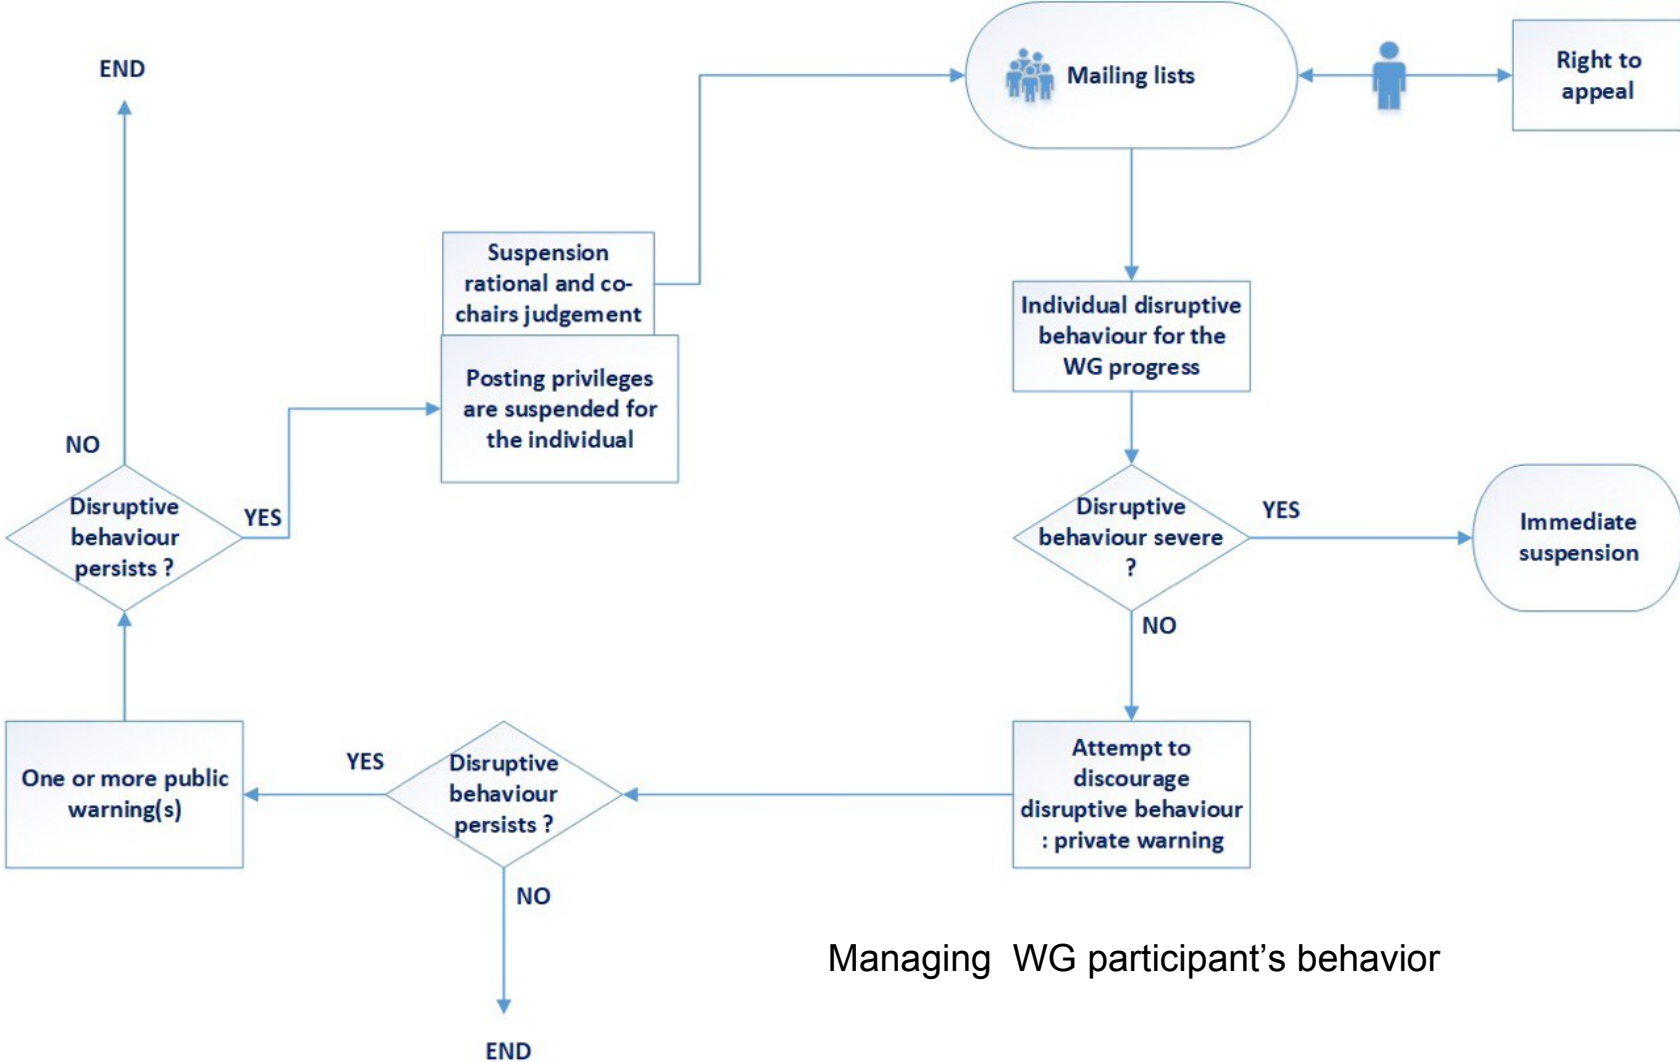 END
Mailing lists
Right to
appeal
Suspension
rational and co-
chairs judgement
Posting privileges
are suspended for
the individual
Individual disruptive
behaviour for the
WG progress
NO
Disruptive
behaviour
persists ?
YES
Disruptive
behaviour severe
?
YES
Immediate
suspension
NO
One or more public
warning(s)
YES
Disruptive
behaviour
persists ?
Attempt to
discourage
disruptive behaviour
: private warning
NO
Managing WG participant’s behavior
END